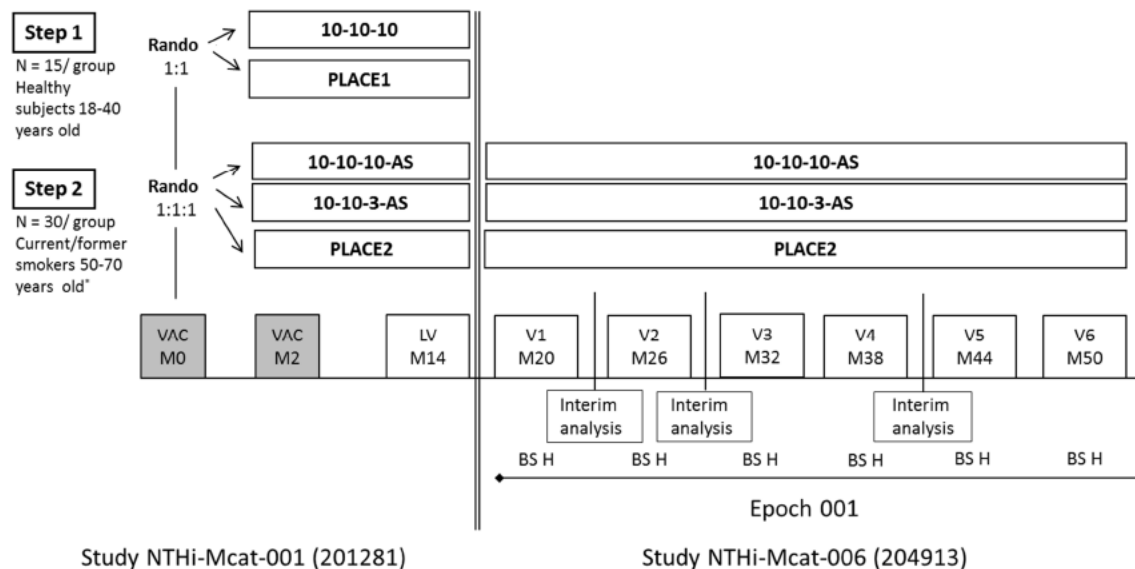 Step 1
N = 15/ group
Healthy
subjects 18-40
years old
Rando
1:1
10-10-10
PLACE1
Step 2
N = 30/ group
Current/former
smokers 50-70
years old*
Rando
1:1:1
10-10-10-AS
10-10-3-AS
PLACE2
10-10-10-AS
10-10-3-AS
PLACE2
VAC
M0
VAC
M2
LV
M14
V1
M20
V2
M26
V3
M32
V4
M38
V5
M44
V6
M50
Interim
analysis
Interim
analysis
Interim
analysis
BS H
BS H
BS H
BS H
BS H
BS H
Epoch 001
Study NTHi-Mcat-001 (201281)
Study NTHi-Mcat-006 (204913)